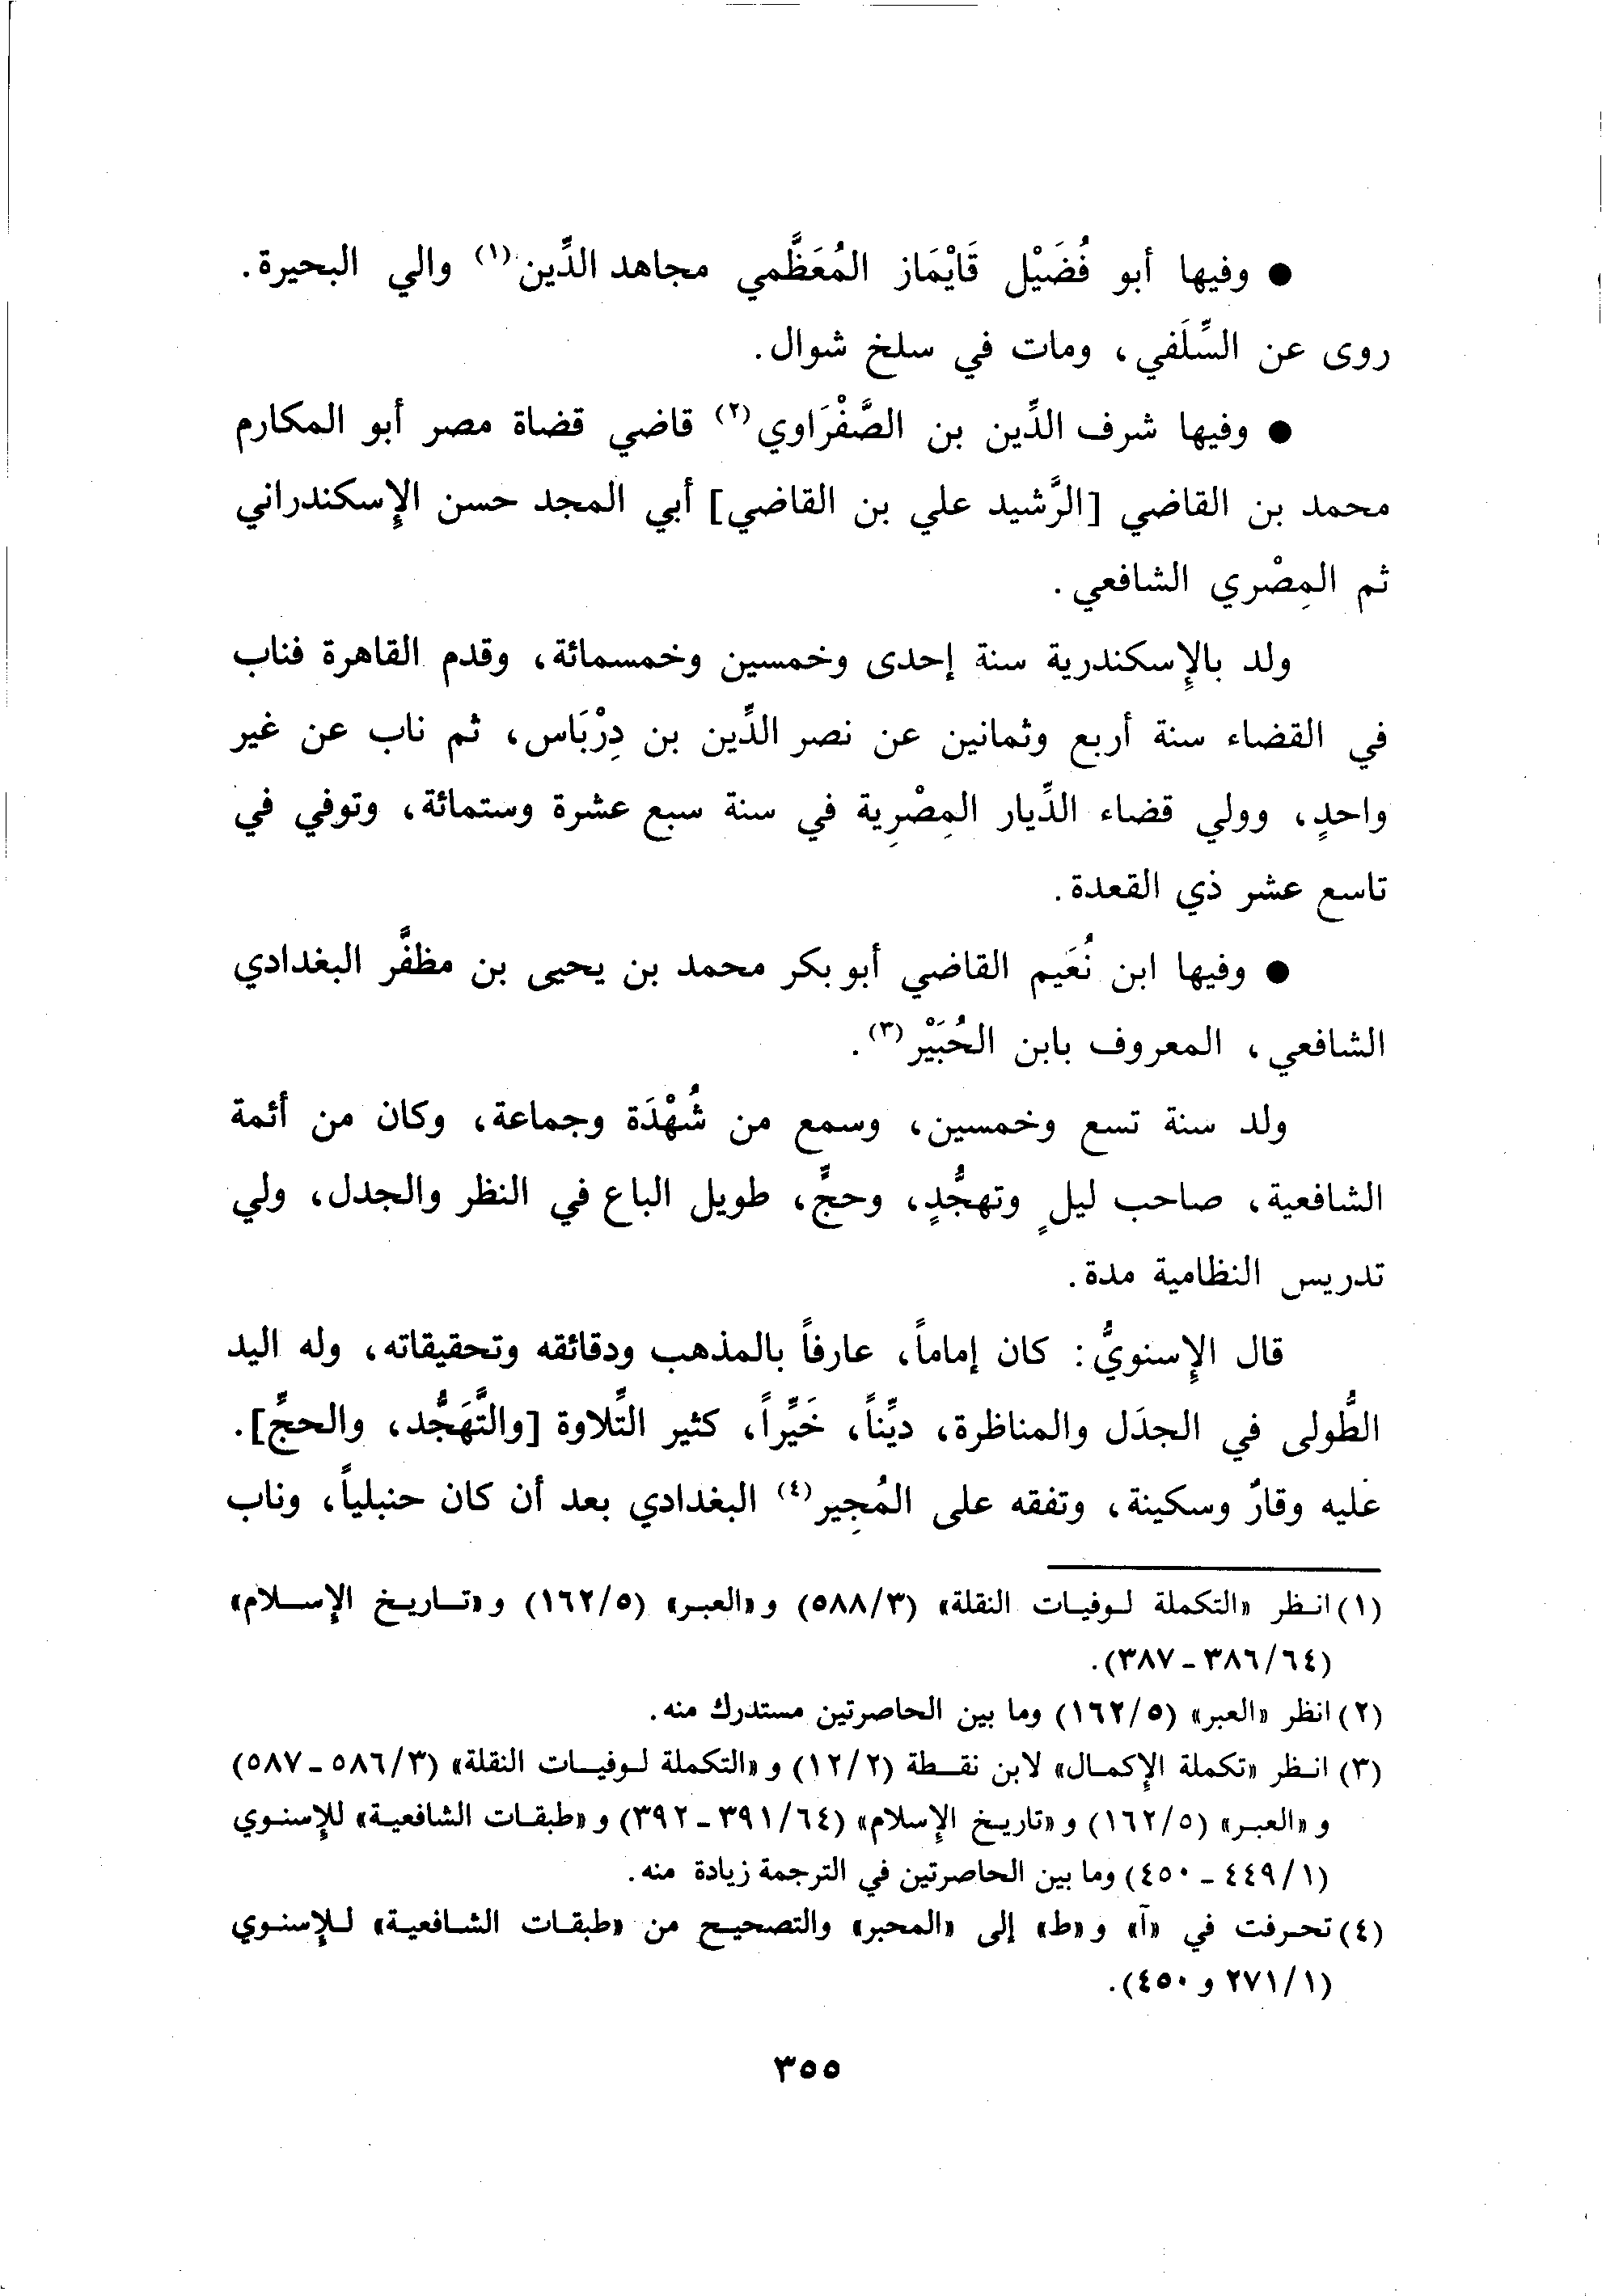 ● وفيها أبو فُضَيْل قَايْمَاز المُعَظَّمي مجاهد الدِّين(١) والي البحيرة.
روى عن السِّلَفي، ومات في سلخ شوال.
● وفيها شرف الدِّين بن الصَّفْرَاوي(٢) قاضي قضاة مصر أبو المكارم
محمد بن القاضي [الرَّشيد علي بن القاضي] أبي المجد حسن الإِسكندراني
ثم المِصْري الشافعي.
ولد بالإِسكندرية سنة إحدى وخمسين وخمسمائة، وقدم القاهرة فناب
في القضاء سنة أربع وثمانين عن نصر الدِّين بن دِرْبَاس، ثم ناب عن غير
واحدٍ، وولي قضاء الدِّيار المِصْرِية في سنة سبع عشرة وستمائة، وتوفي في
تاسع عشر ذي القعدة.
● وفيها ابن نُعَيم القاضي أبو بكر محمد بن يحيى بن مظفَّر البغدادي
الشافعي، المعروف بابن الحُبَيْر(٣).
ولد سنة تسع وخمسين، وسمع من شُهْدَة وجماعة، وكان من أئمة
الشافعية، صاحب ليلٍ وتهجُّدٍ، وحجٍّ، طويل الباع في النظر والجدل، ولي
تدريس النظامية مدة.
قال الإِسنويُّ: كان إماماً، عارفاً بالمذهب ودقائقه وتحقيقاته، وله اليد
الطُّولى في الجدَل والمناظرة، ديِّناً، خَيِّراً، كثير التِّلاوة [والتَّهَجُّد، والحجِّ].
عليه وقارٌ وسكينة، وتفقه على المُجِير(٤) البغدادي بعد أن كان حنبلياً، وناب
(١) انظر «التكملة لوفيات النقلة» (٥٨٨/٣) و «العبر» (١٦٢/٥) و «تاريخ الإسلام»
(٦٤/ ٣٨٦ - ٣٨٧).
(٢) انظر «العبر» (١٦٢/٥) وما بين الحاصرتين مستدرك منه.
(٣) انظر «تكملة الإكمال» لابن نقطة (١٢/٢) و «التكملة لوفيات النقلة» (٥٨٦/٣ - ٥٨٧)
و «العبر» (١٦٢/٥) و «تاريخ الإسلام» (٣٩١/٦٤ - ٣٩٢) و «طبقات الشافعية» للإسنوي
(٤٤٩/١ - ٤٥٠) وما بين الحاصرتين في الترجمة زيادة منه.
(٤) تحرفت في «آ» و «ط» إلى «المحبر» والتصحيح من «طبقات الشافعية» للإسنوي
(٢٧١/١ و ٤٥٠).
٣٥٥